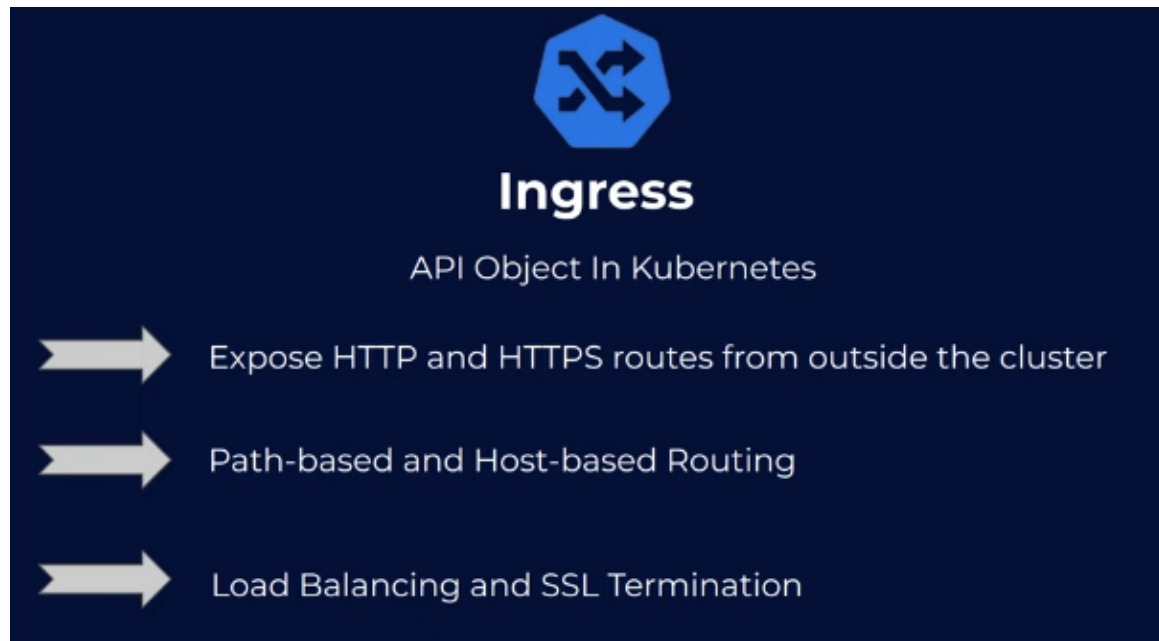 Ingress
API Object In Kubernetes
Expose HTTP and HTTPS routes from outside the cluster
Path-based and Host-based Routing
Load Balancing and SSL Termination